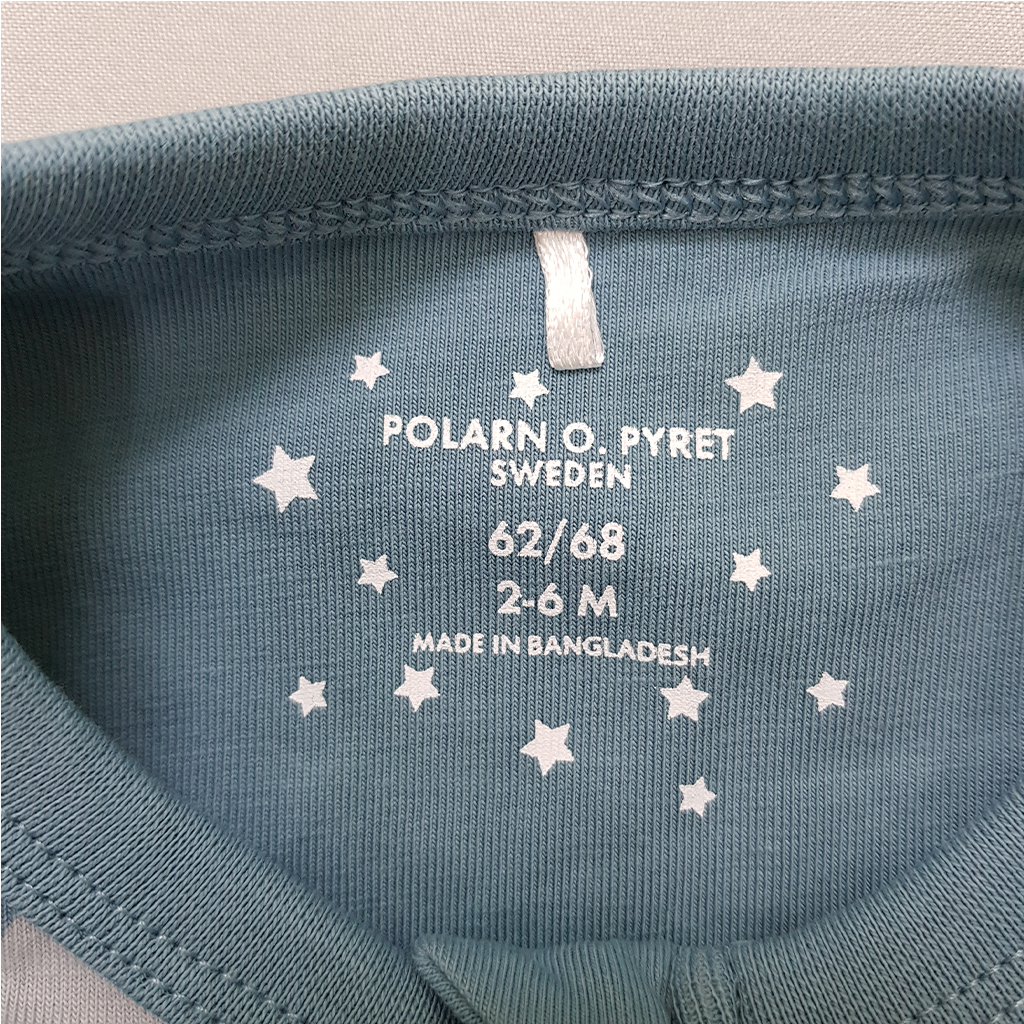 POLARN O. PYRET
SWEDEN
62/68
2-6 M
MADE IN BANGLADESH